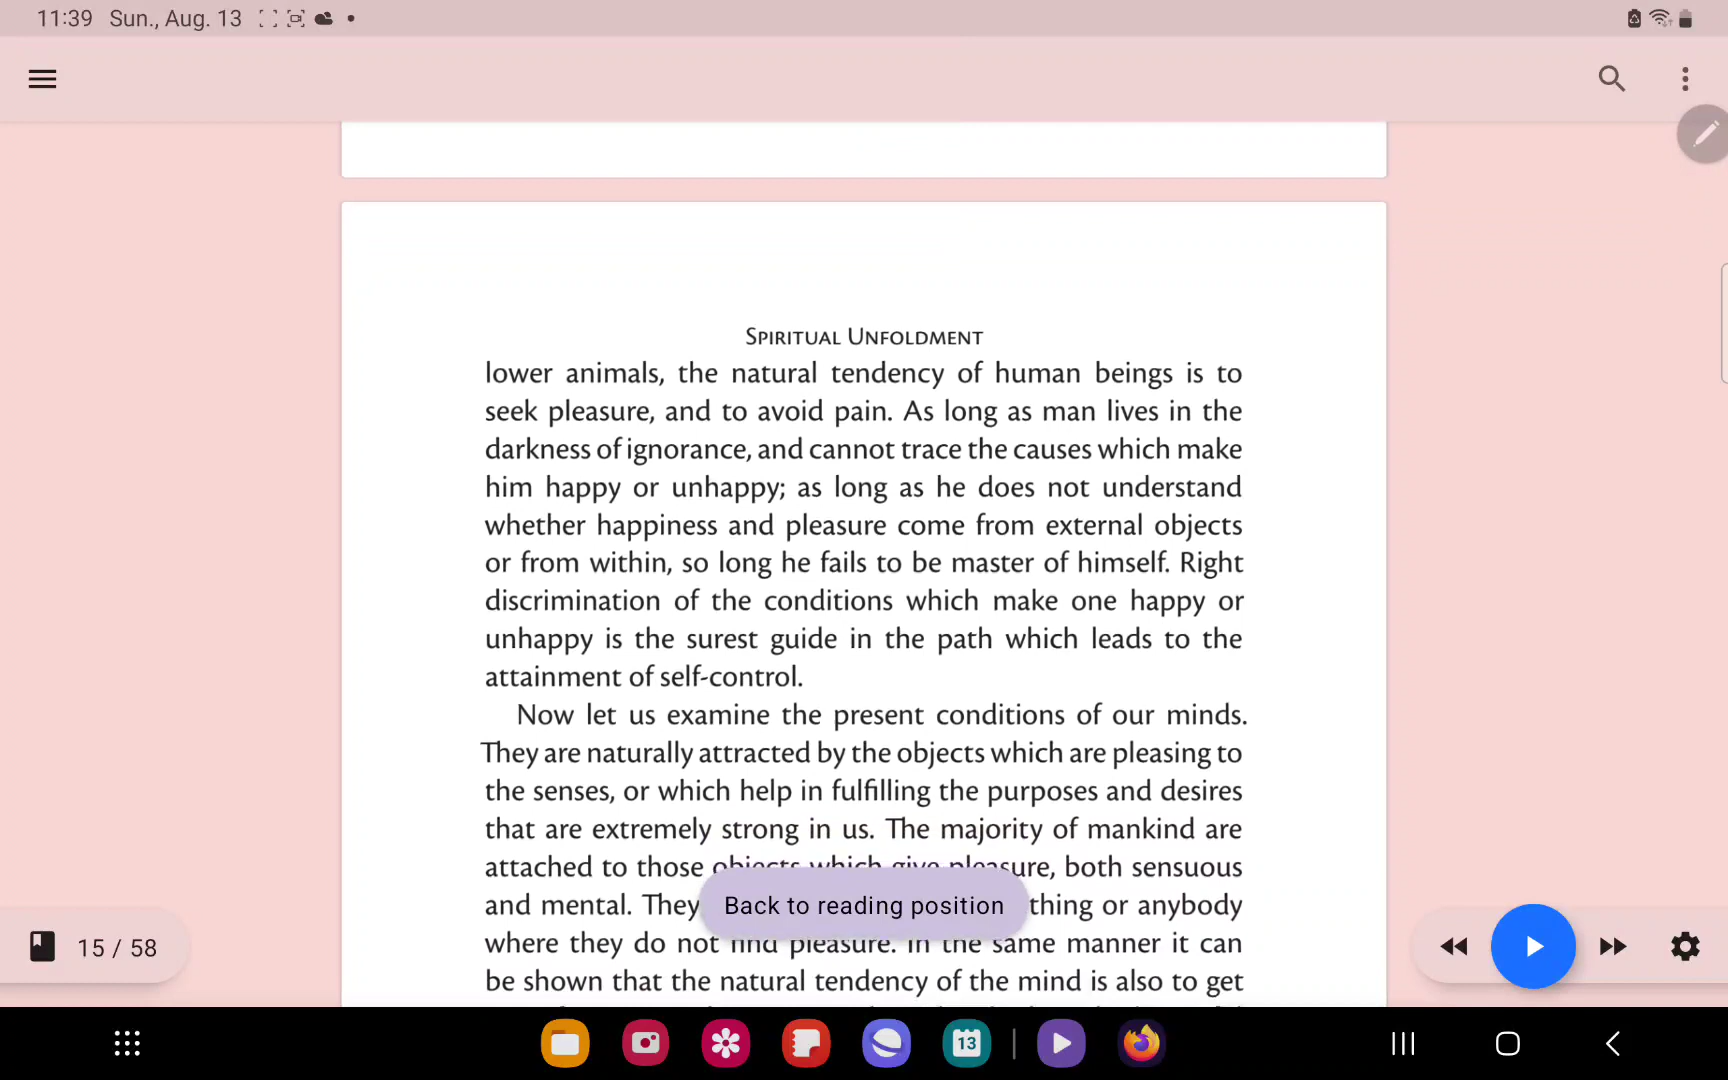 11:39 Sun., Aug. 13
SPIRITUAL UNFOLDMENT
lower animals, the natural tendency of human beings is to
seek pleasure, and to avoid pain. As long as man lives in the
darkness of ignorance, and cannot trace the causes which make
him happy or unhappy; as long as he does not understand
whether happiness and pleasure come from external objects
or from within, so long he fails to be master of himself. Right
discrimination of the conditions which make one happy or
unhappy is the surest guide in the path which leads to the
attainment of self-control.
Now let us examine the present conditions of our minds.
They are naturally attracted by the objects which are pleasing to
the senses, or which help in fulfilling the purposes and desires
that are extremely strong in us. The majority of mankind are
attached to those objects which give pleasure, both sensuous
and mental. They thing or anybody
Back to reading position
where they do not find pleasure. In the same manner it can
be shown that the natural tendency of the mind is also to get
15 / 58
13